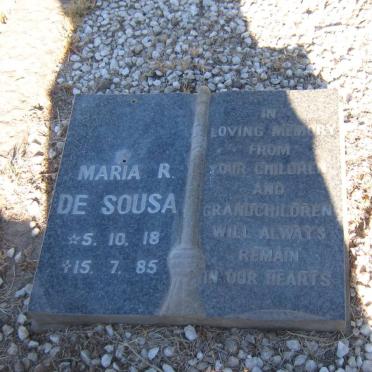 MARIA R.
DE SOUSA
☆5. 10. 18
✝15. 7. 85
IN
LOVING MEMORY
FROM
YOUR CHILDREN
AND
GRANDCHILDREN
WILL ALWAYS
REMAIN
IN OUR HEARTS